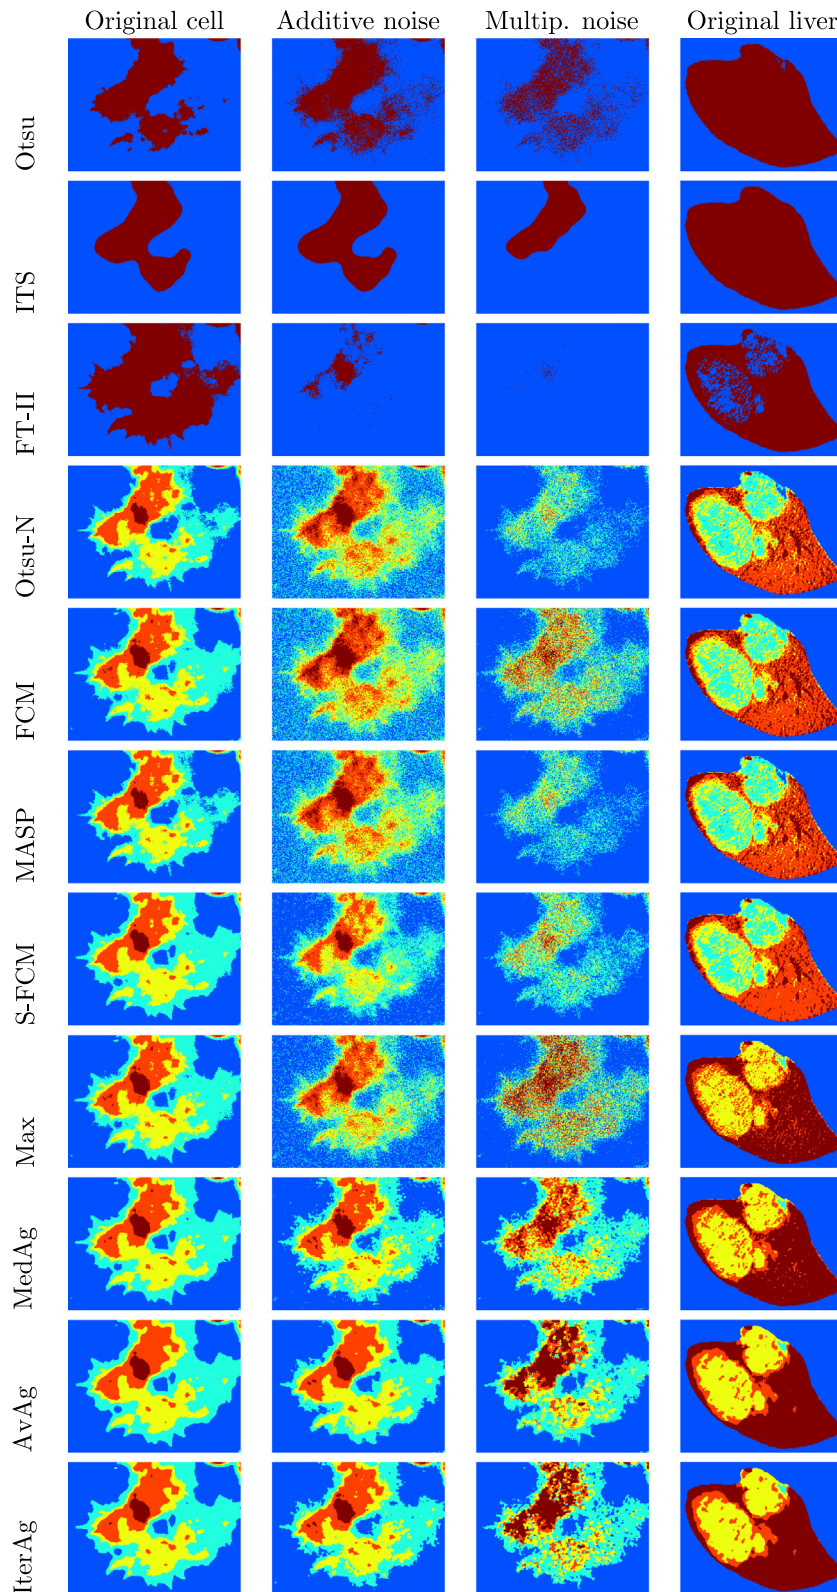 Original cell Additive noise Multip. noise Original liver
Otsu
ITS
FT-II
Otsu-N
FCM
MASP
S-FCM
Max
MedAg
AvAg
IterAg